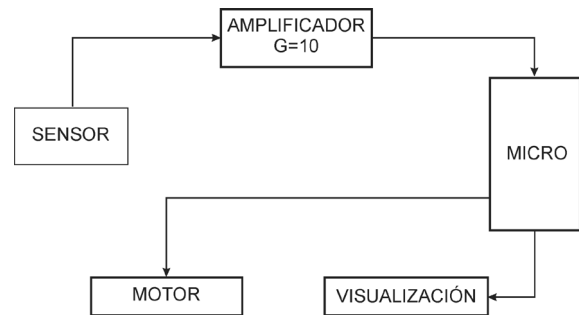 AMPLIFICADOR
G=10
SENSOR
MICRO
MOTOR
VISUALIZACIÓN